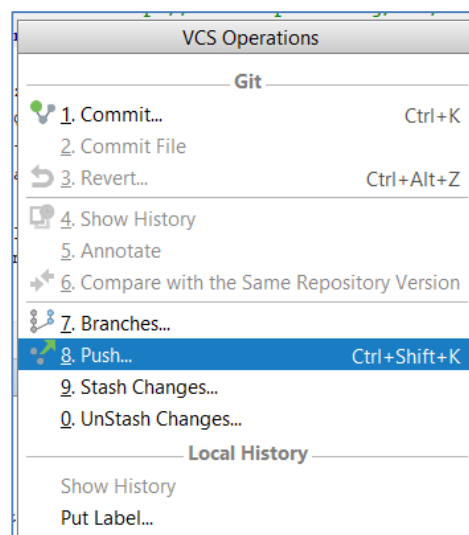 VCS Operations
Git
1. Commit... Ctrl+K
2. Commit File
3. Revert... Ctrl+Alt+Z
4. Show History
5. Annotate
6. Compare with the Same Repository Version
7. Branches...
8. Push... Ctrl+Shift+K
9. Stash Changes...
0. UnStash Changes...
Local History
Show History
Put Label...